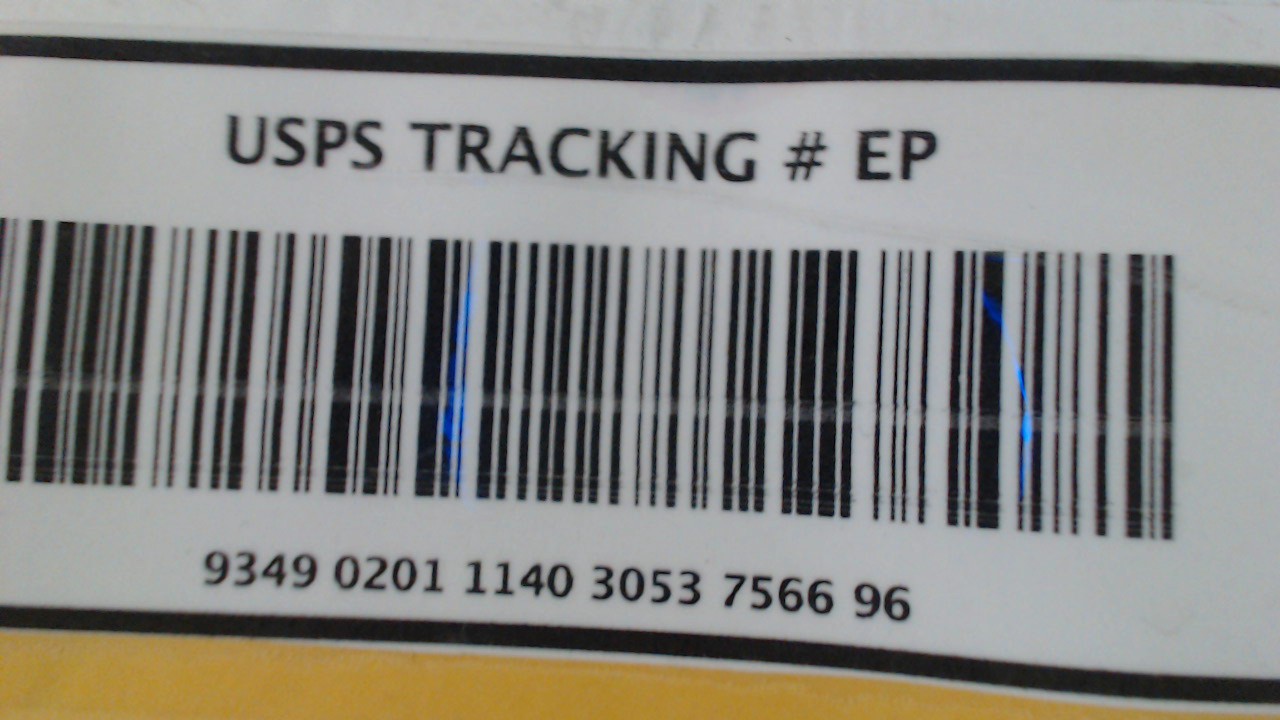 USPS TRACKING # EP
9349 0201 1140 3053 7566 96